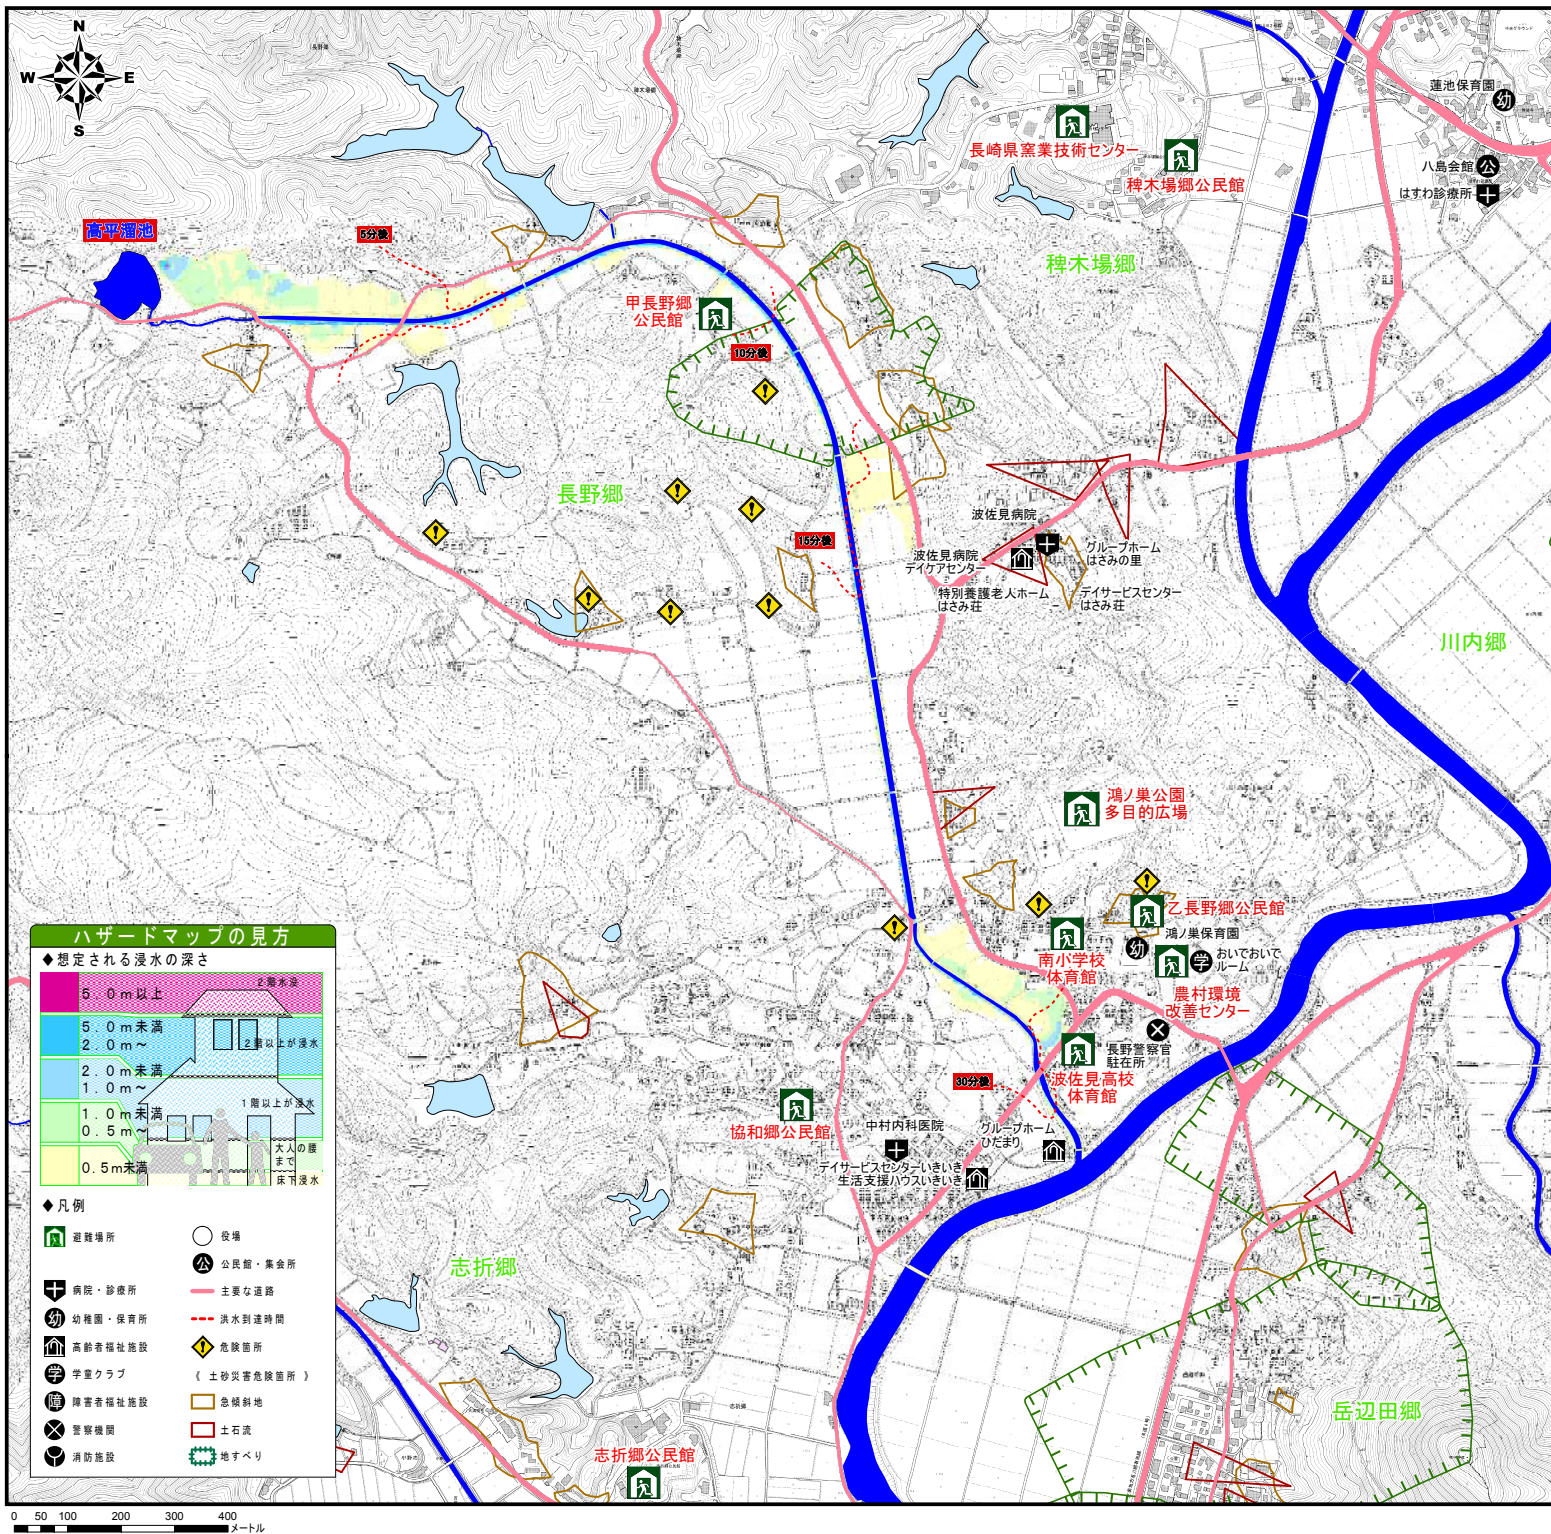 N
W
E
S
高平溜池
5分後
10分後
15分後
30分後
長崎県窯業技術センター
稗木場郷公民館
蓮池保育園
幼
八島会館
公
はすわ診療所
稗木場郷
甲長野郷
公民館
長野郷
波佐見病院
波佐見病院
デイケアセンター
グループホーム
はさみの里
特別養護老人ホーム
はさみ荘
デイサービスセンター
はさみ荘
川内郷
鴻ノ巣公園
多目的広場
乙長野郷公民館
鴻ノ巣保育園
幼
南小学校
体育館
学
おいでおいで
ルーム
農村環境
改善センター
長野警察官
駐在所
波佐見高校
体育館
協和郷公民館
中村内科医院
グループホーム
ひだまり
デイサービスセンターいきいき
生活支援ハウスいきいき
志折郷
志折郷公民館
岳辺田郷
ハザードマップの見方
◆想定される浸水の深さ
5.0m以上
2階水没
5.0m未満
2.0m~
2階以上が浸水
2.0m未満
1.0m~
1階以上が浸水
1.0m未満
0.5m~
大人の腰
まで
0.5m未満
床下浸水
◆凡例
避難場所
役場
公 公民館・集会所
病院・診療所
主要な道路
幼 幼稚園・保育所
洪水到達時間
高齢者福祉施設
危険箇所
学 学童クラブ
《 土砂災害危険箇所 》
障 障害者福祉施設
急傾斜地
警察機関
土石流
消防施設
地すべり
0 50 100 200 300 400
メートル